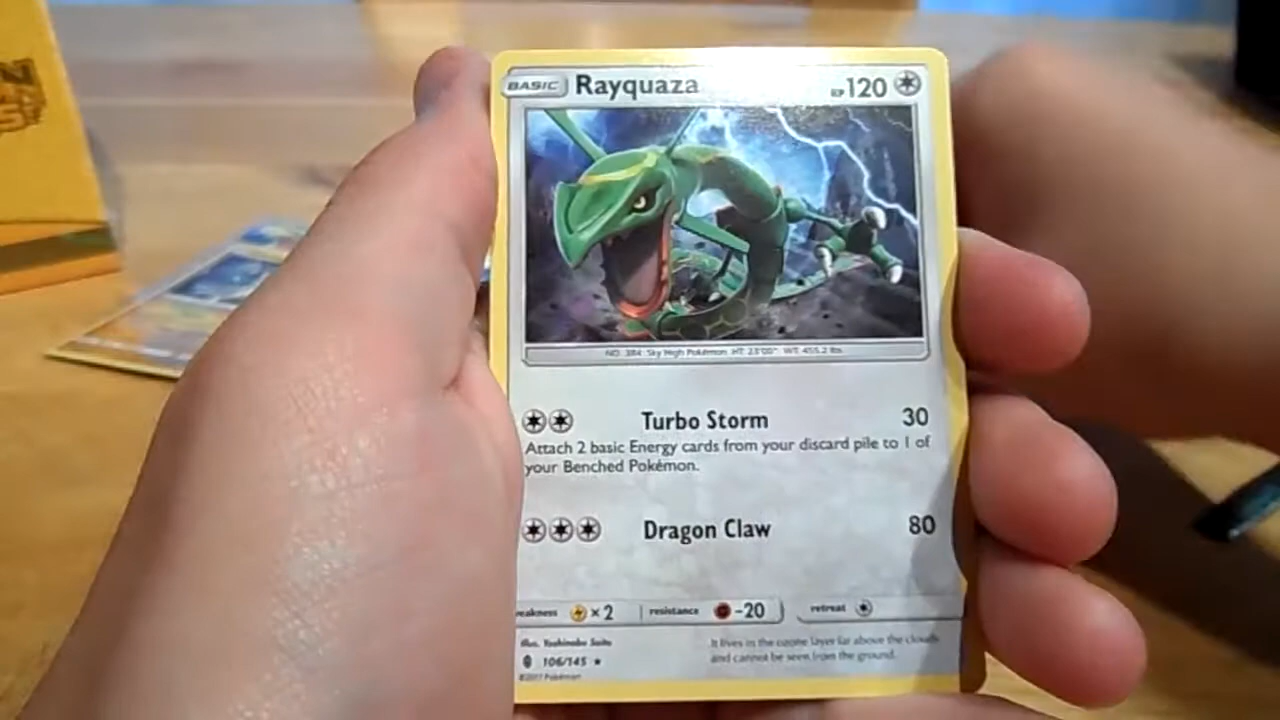 BASIC Rayquaza HP 120
NO. 384 Sky High Pokémon HT: 23'00" WT: 455.2 lbs.
Turbo Storm 30
Attach 2 basic Energy cards from your discard pile to 1 of
your Benched Pokémon.
Dragon Claw 80
weakness ×2 resistance -20 retreat
Illus. Yoshinobu Saito
106/145
©2017 Pokémon
It lives in the ozone layer far above the clouds
and cannot be seen from the ground.